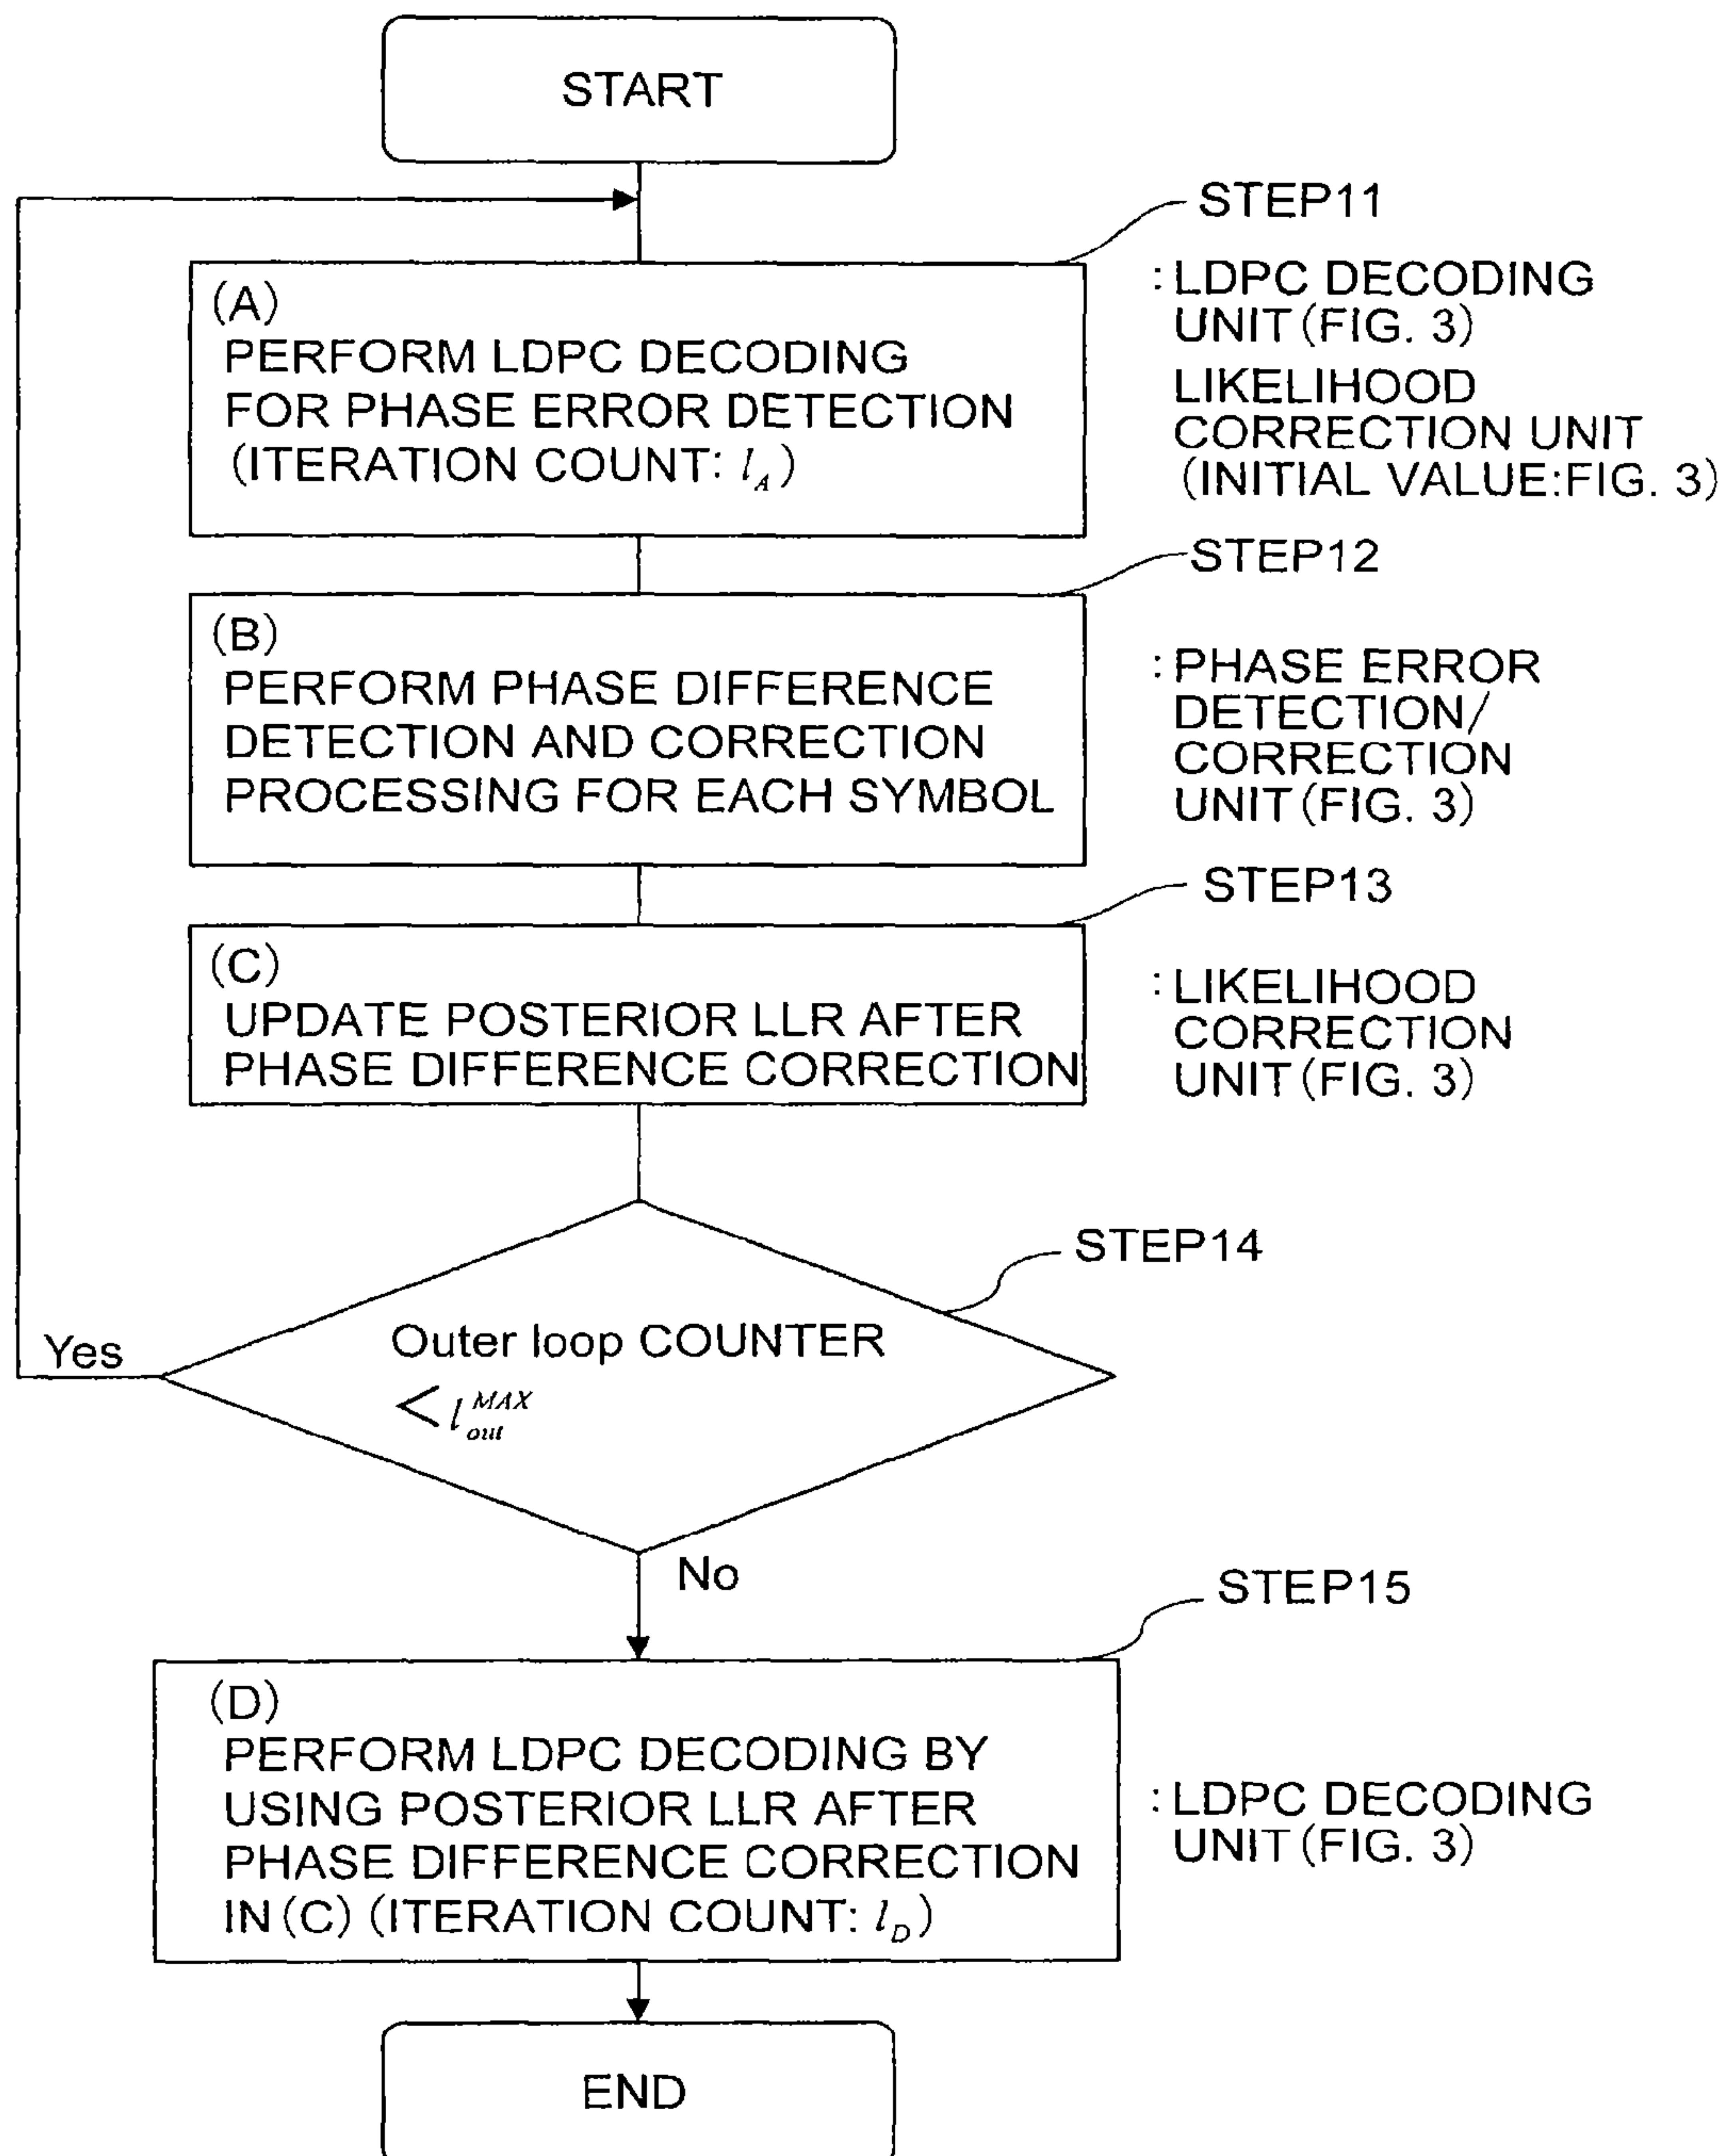 START
STEP11
(A)
PERFORM LDPC DECODING
FOR PHASE ERROR DETECTION
(ITERATION COUNT: l_A)
: LDPC DECODING
UNIT (FIG. 3)
LIKELIHOOD
CORRECTION UNIT
(INITIAL VALUE:FIG. 3)
STEP12
(B)
PERFORM PHASE DIFFERENCE
DETECTION AND CORRECTION
PROCESSING FOR EACH SYMBOL
: PHASE ERROR
DETECTION/
CORRECTION
UNIT (FIG. 3)
STEP13
(C)
UPDATE POSTERIOR LLR AFTER
PHASE DIFFERENCE CORRECTION
: LIKELIHOOD
CORRECTION
UNIT (FIG. 3)
STEP14
Outer loop COUNTER
< l_out^MAX
Yes
No
STEP15
(D)
PERFORM LDPC DECODING BY
USING POSTERIOR LLR AFTER
PHASE DIFFERENCE CORRECTION
IN (C) (ITERATION COUNT: l_D)
: LDPC DECODING
UNIT (FIG. 3)
END